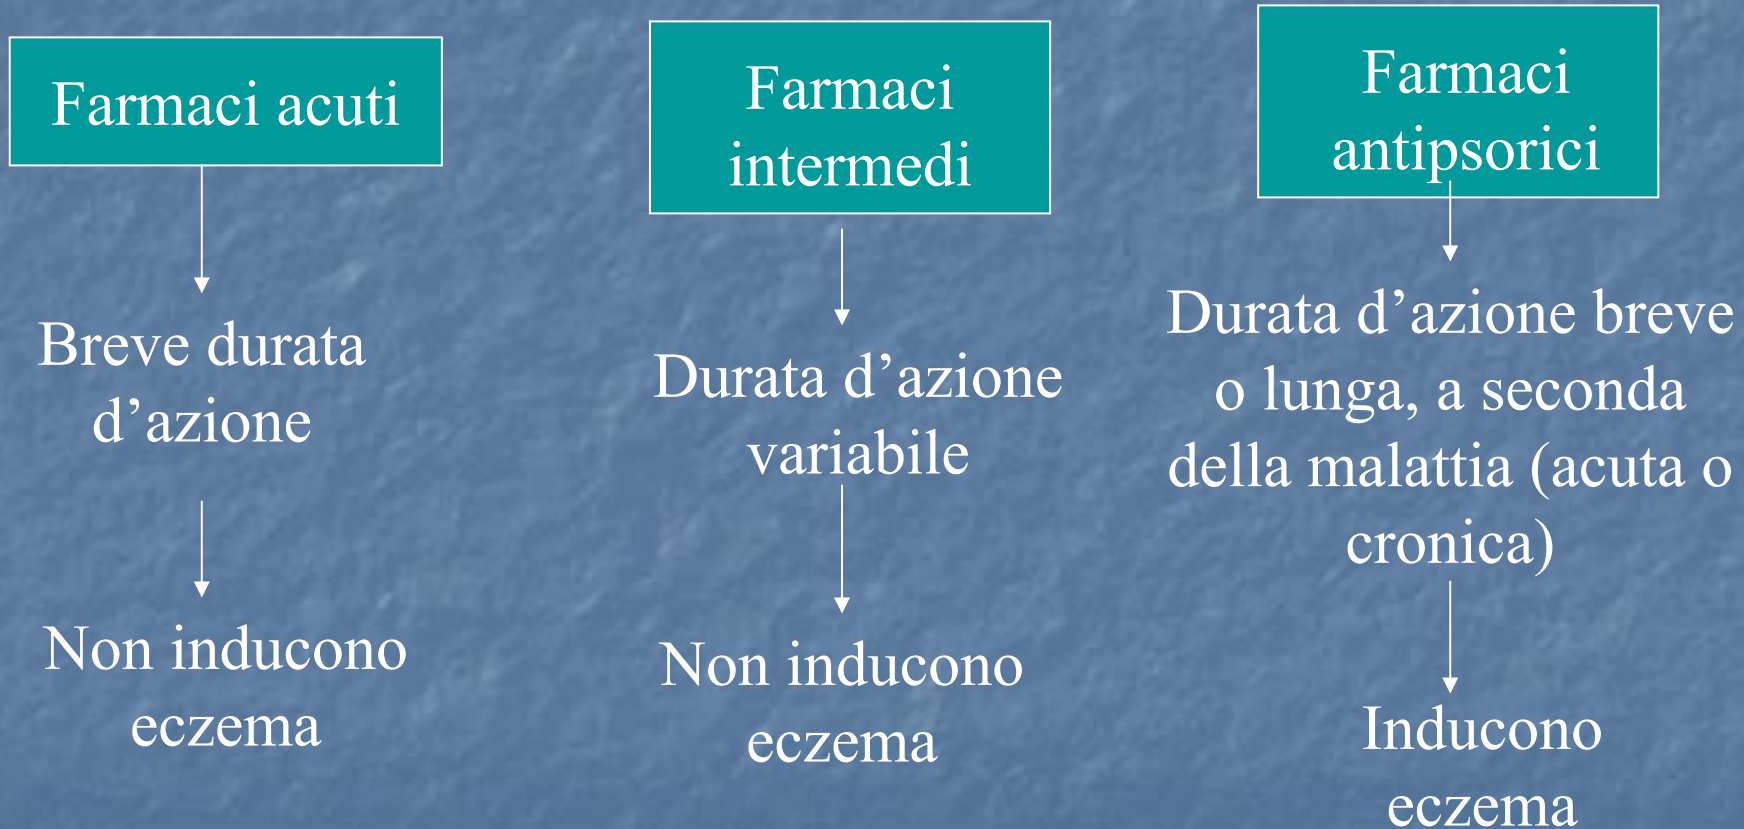 Farmaci acuti
Breve durata
d’azione
Non inducono
eczema
Farmaci
intermedi
Durata d’azione
variabile
Non inducono
eczema
Farmaci
antipsorici
Durata d’azione breve
o lunga, a seconda
della malattia (acuta o
cronica)
Inducono
eczema